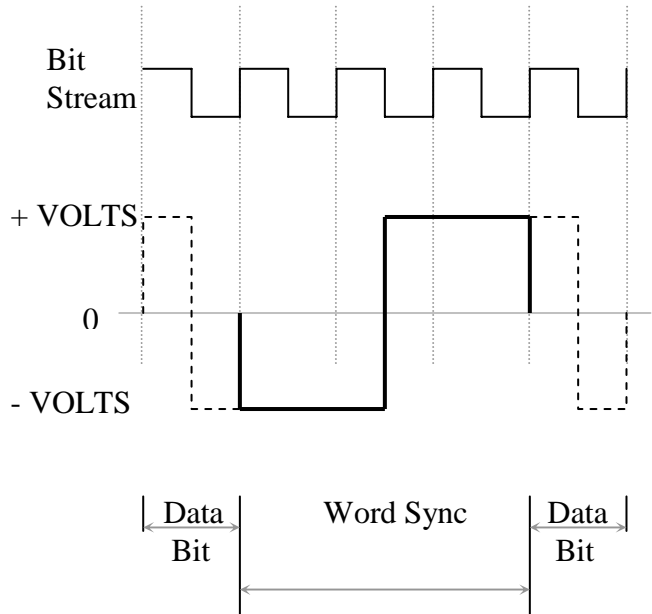 Bit
Stream
+ VOLTS
0
- VOLTS
Data
Bit
Word Sync
Data
Bit